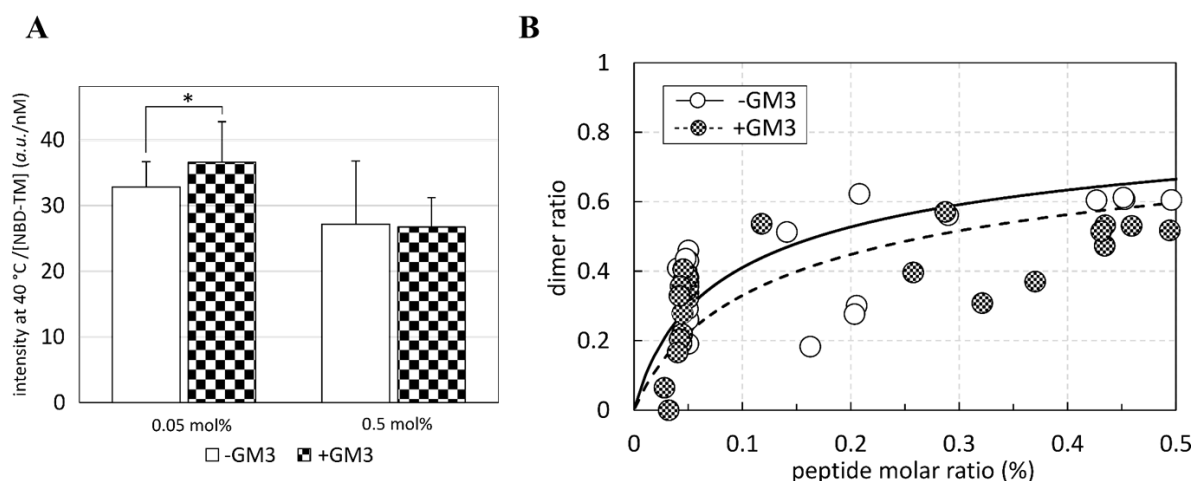 A
intensity at 40 °C /[NBD-TM] (a.u./nM)
40
30
20
10
0
*
0.05 mol%
0.5 mol%
-GM3 +GM3
B
dimer ratio
1
0.8
0.6
0.4
0.2
0
-GM3
+GM3
0 0.1 0.2 0.3 0.4 0.5
peptide molar ratio (%)